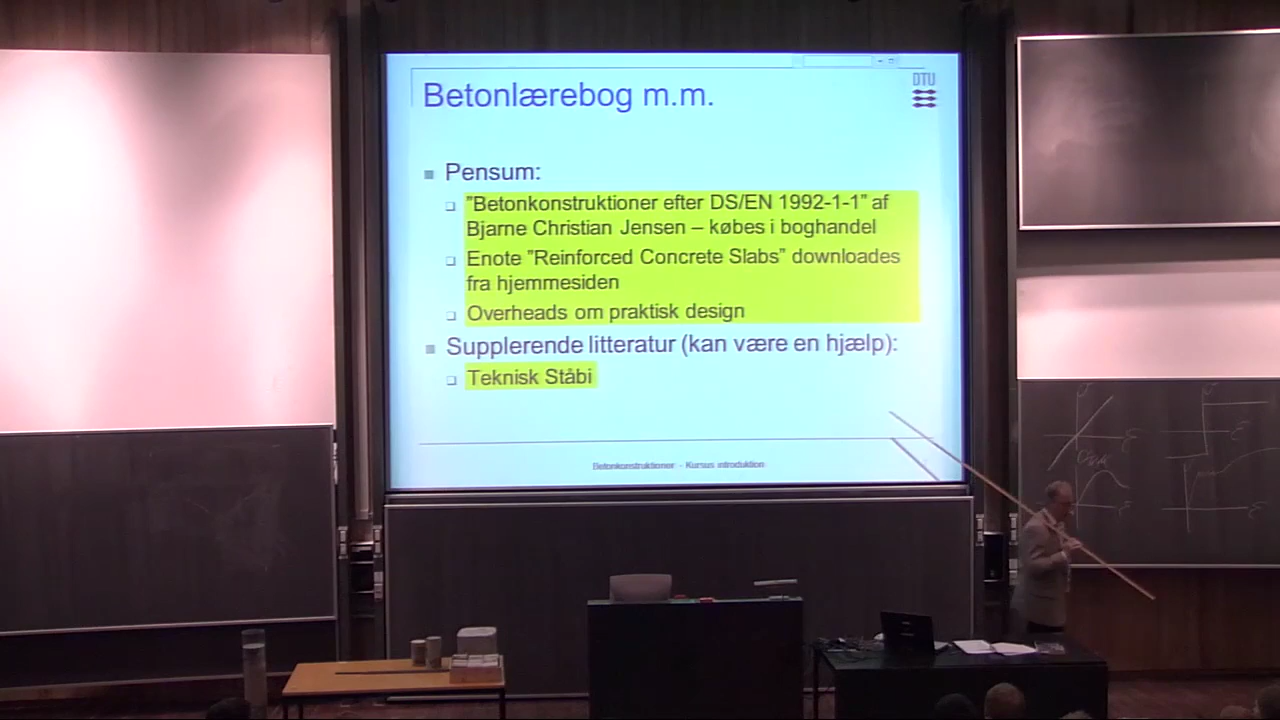 DTU
Betonlærebog m.m.
Pensum:
"Betonkonstruktioner efter DS/EN 1992-1-1" af
Bjarne Christian Jensen – købes i boghandel
Enote "Reinforced Concrete Slabs" downloades
fra hjemmesiden
Overheads om praktisk design
Supplerende litteratur (kan være en hjælp):
Teknisk Ståbi
Betonkonstruktioner - Kursus introduktion
σ
ε
σ
ε
ε
ε